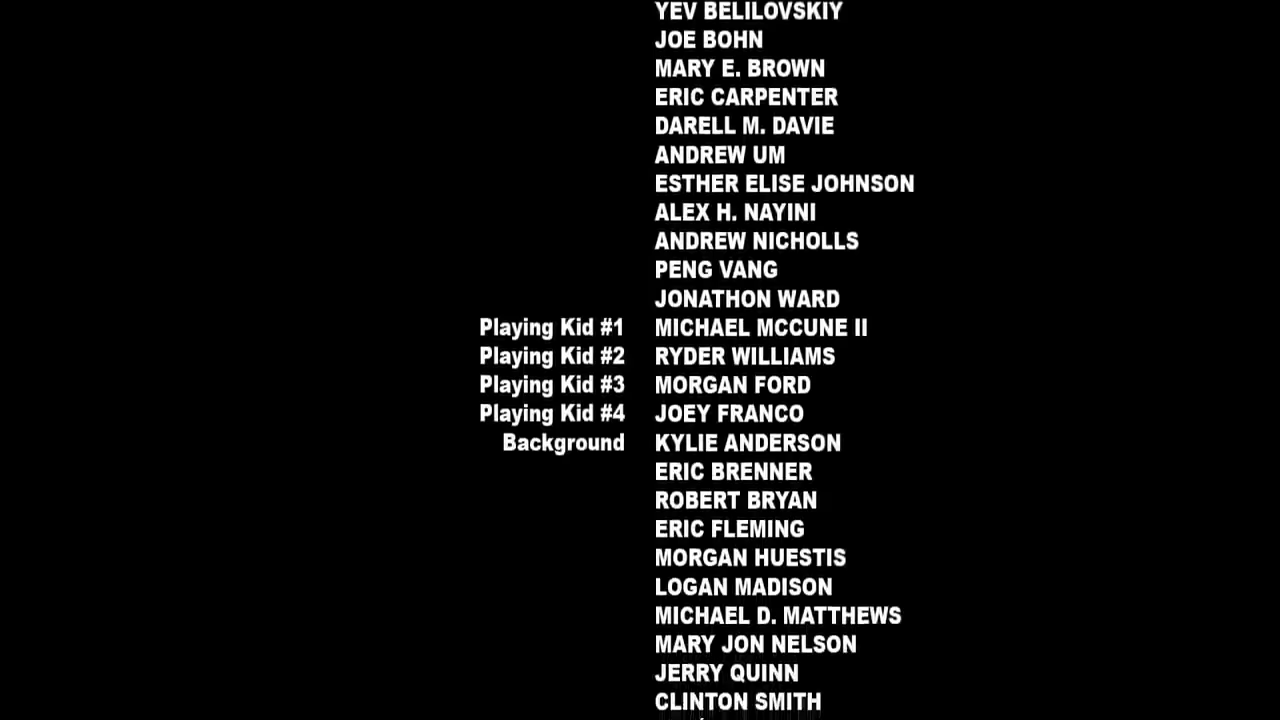 YEV BELILOVSKIY
JOE BOHN
MARY E. BROWN
ERIC CARPENTER
DARELL M. DAVIE
ANDREW UM
ESTHER ELISE JOHNSON
ALEX H. NAYINI
ANDREW NICHOLLS
PENG VANG
JONATHON WARD
Playing Kid #1 MICHAEL MCCUNE II
Playing Kid #2 RYDER WILLIAMS
Playing Kid #3 MORGAN FORD
Playing Kid #4 JOEY FRANCO
Background KYLIE ANDERSON
ERIC BRENNER
ROBERT BRYAN
ERIC FLEMING
MORGAN HUESTIS
LOGAN MADISON
MICHAEL D. MATTHEWS
MARY JON NELSON
JERRY QUINN
CLINTON SMITH